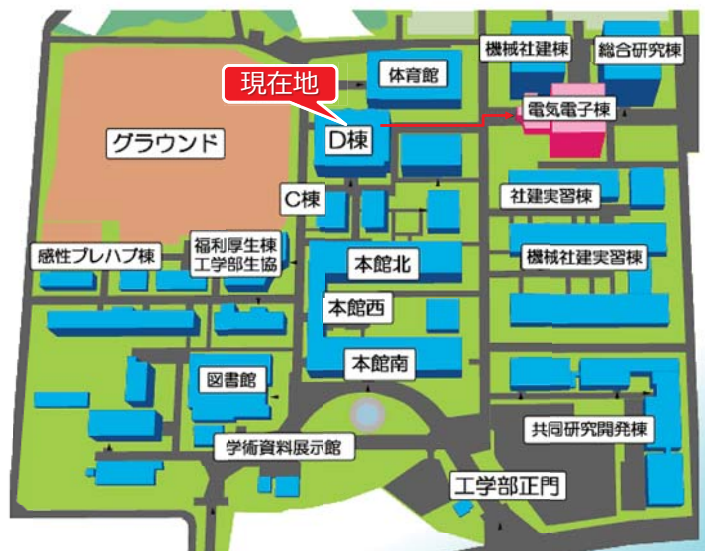 機械社建棟
総合研究棟
体育館
現在地
電気電子棟
D棟
グラウンド
C棟
社建実習棟
福利厚生棟
工学部生協
感性プレハブ棟
本館北
機械社建実習棟
本館西
本館南
図書館
共同研究開発棟
学術資料展示館
工学部正門